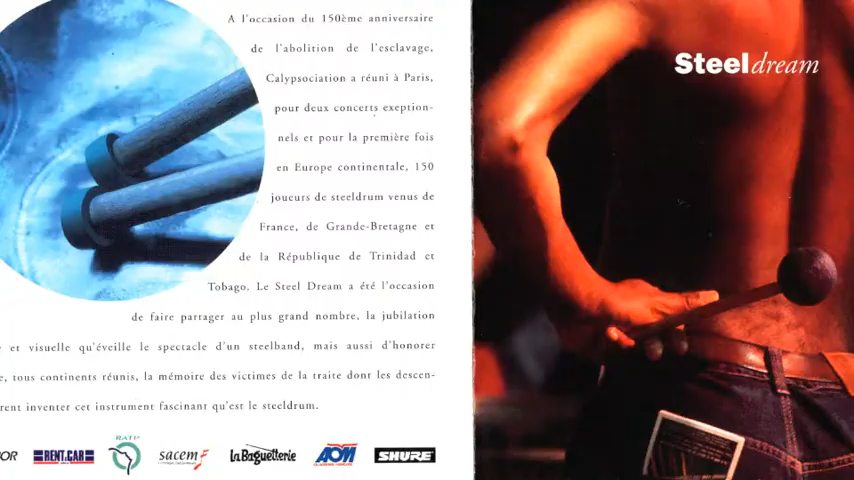 A l'occasion du 150ème anniversaire
de l'abolition de l'esclavage,
Calypsociation a réuni à Paris,
pour deux concerts exeption-
nels et pour la première fois
en Europe continentale, 150
joueurs de steeldrum venus de
France, de Grande-Bretagne et
de la République de Trinidad et
Tobago. Le Steel Dream a été l'occasion
de faire partager au plus grand nombre, la jubilation
et visuelle qu'éveille le spectacle d'un steelband, mais aussi d'honorer
tous continents réunis, la mémoire des victimes de la traite dont les descen-
rent inventer cet instrument fascinant qu'est le steeldrum.
RENT A CAR
RATP
sacem
la Baguetterie
AOM
SHURE
Steeldream